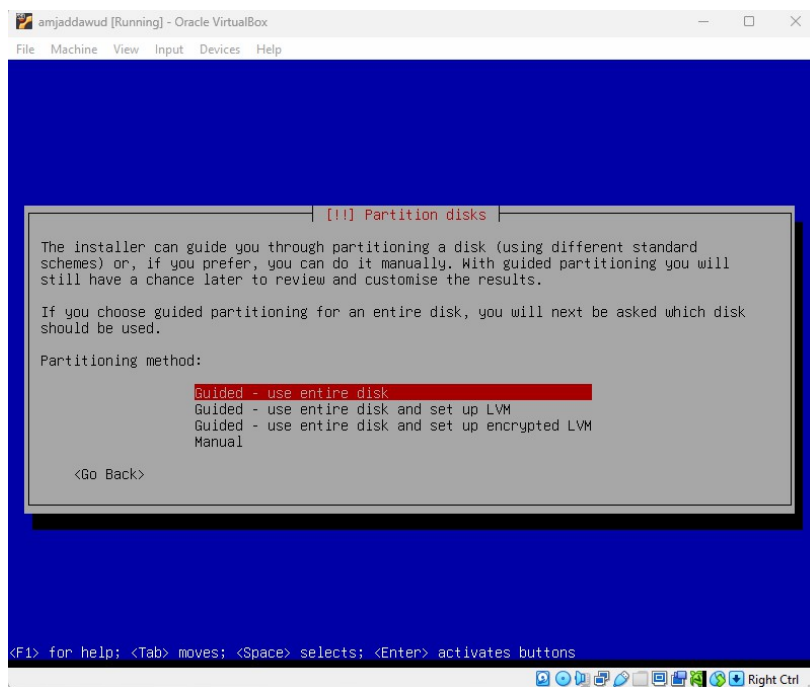 amjaddawud [Running] - Oracle VirtualBox
File Machine View Input Devices Help
[!!] Partition disks
The installer can guide you through partitioning a disk (using different standard
schemes) or, if you prefer, you can do it manually. With guided partitioning you will
still have a chance later to review and customise the results.
If you choose guided partitioning for an entire disk, you will next be asked which disk
should be used.
Partitioning method:
Guided - use entire disk
Guided - use entire disk and set up LVM
Guided - use entire disk and set up encrypted LVM
Manual
<Go Back>
<F1> for help; <Tab> moves; <Space> selects; <Enter> activates buttons
Right Ctrl